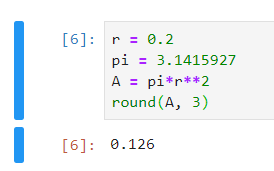 [6]: r = 0.2
pi = 3.1415927
A = pi*r**2
round(A, 3)
[6]: 0.126